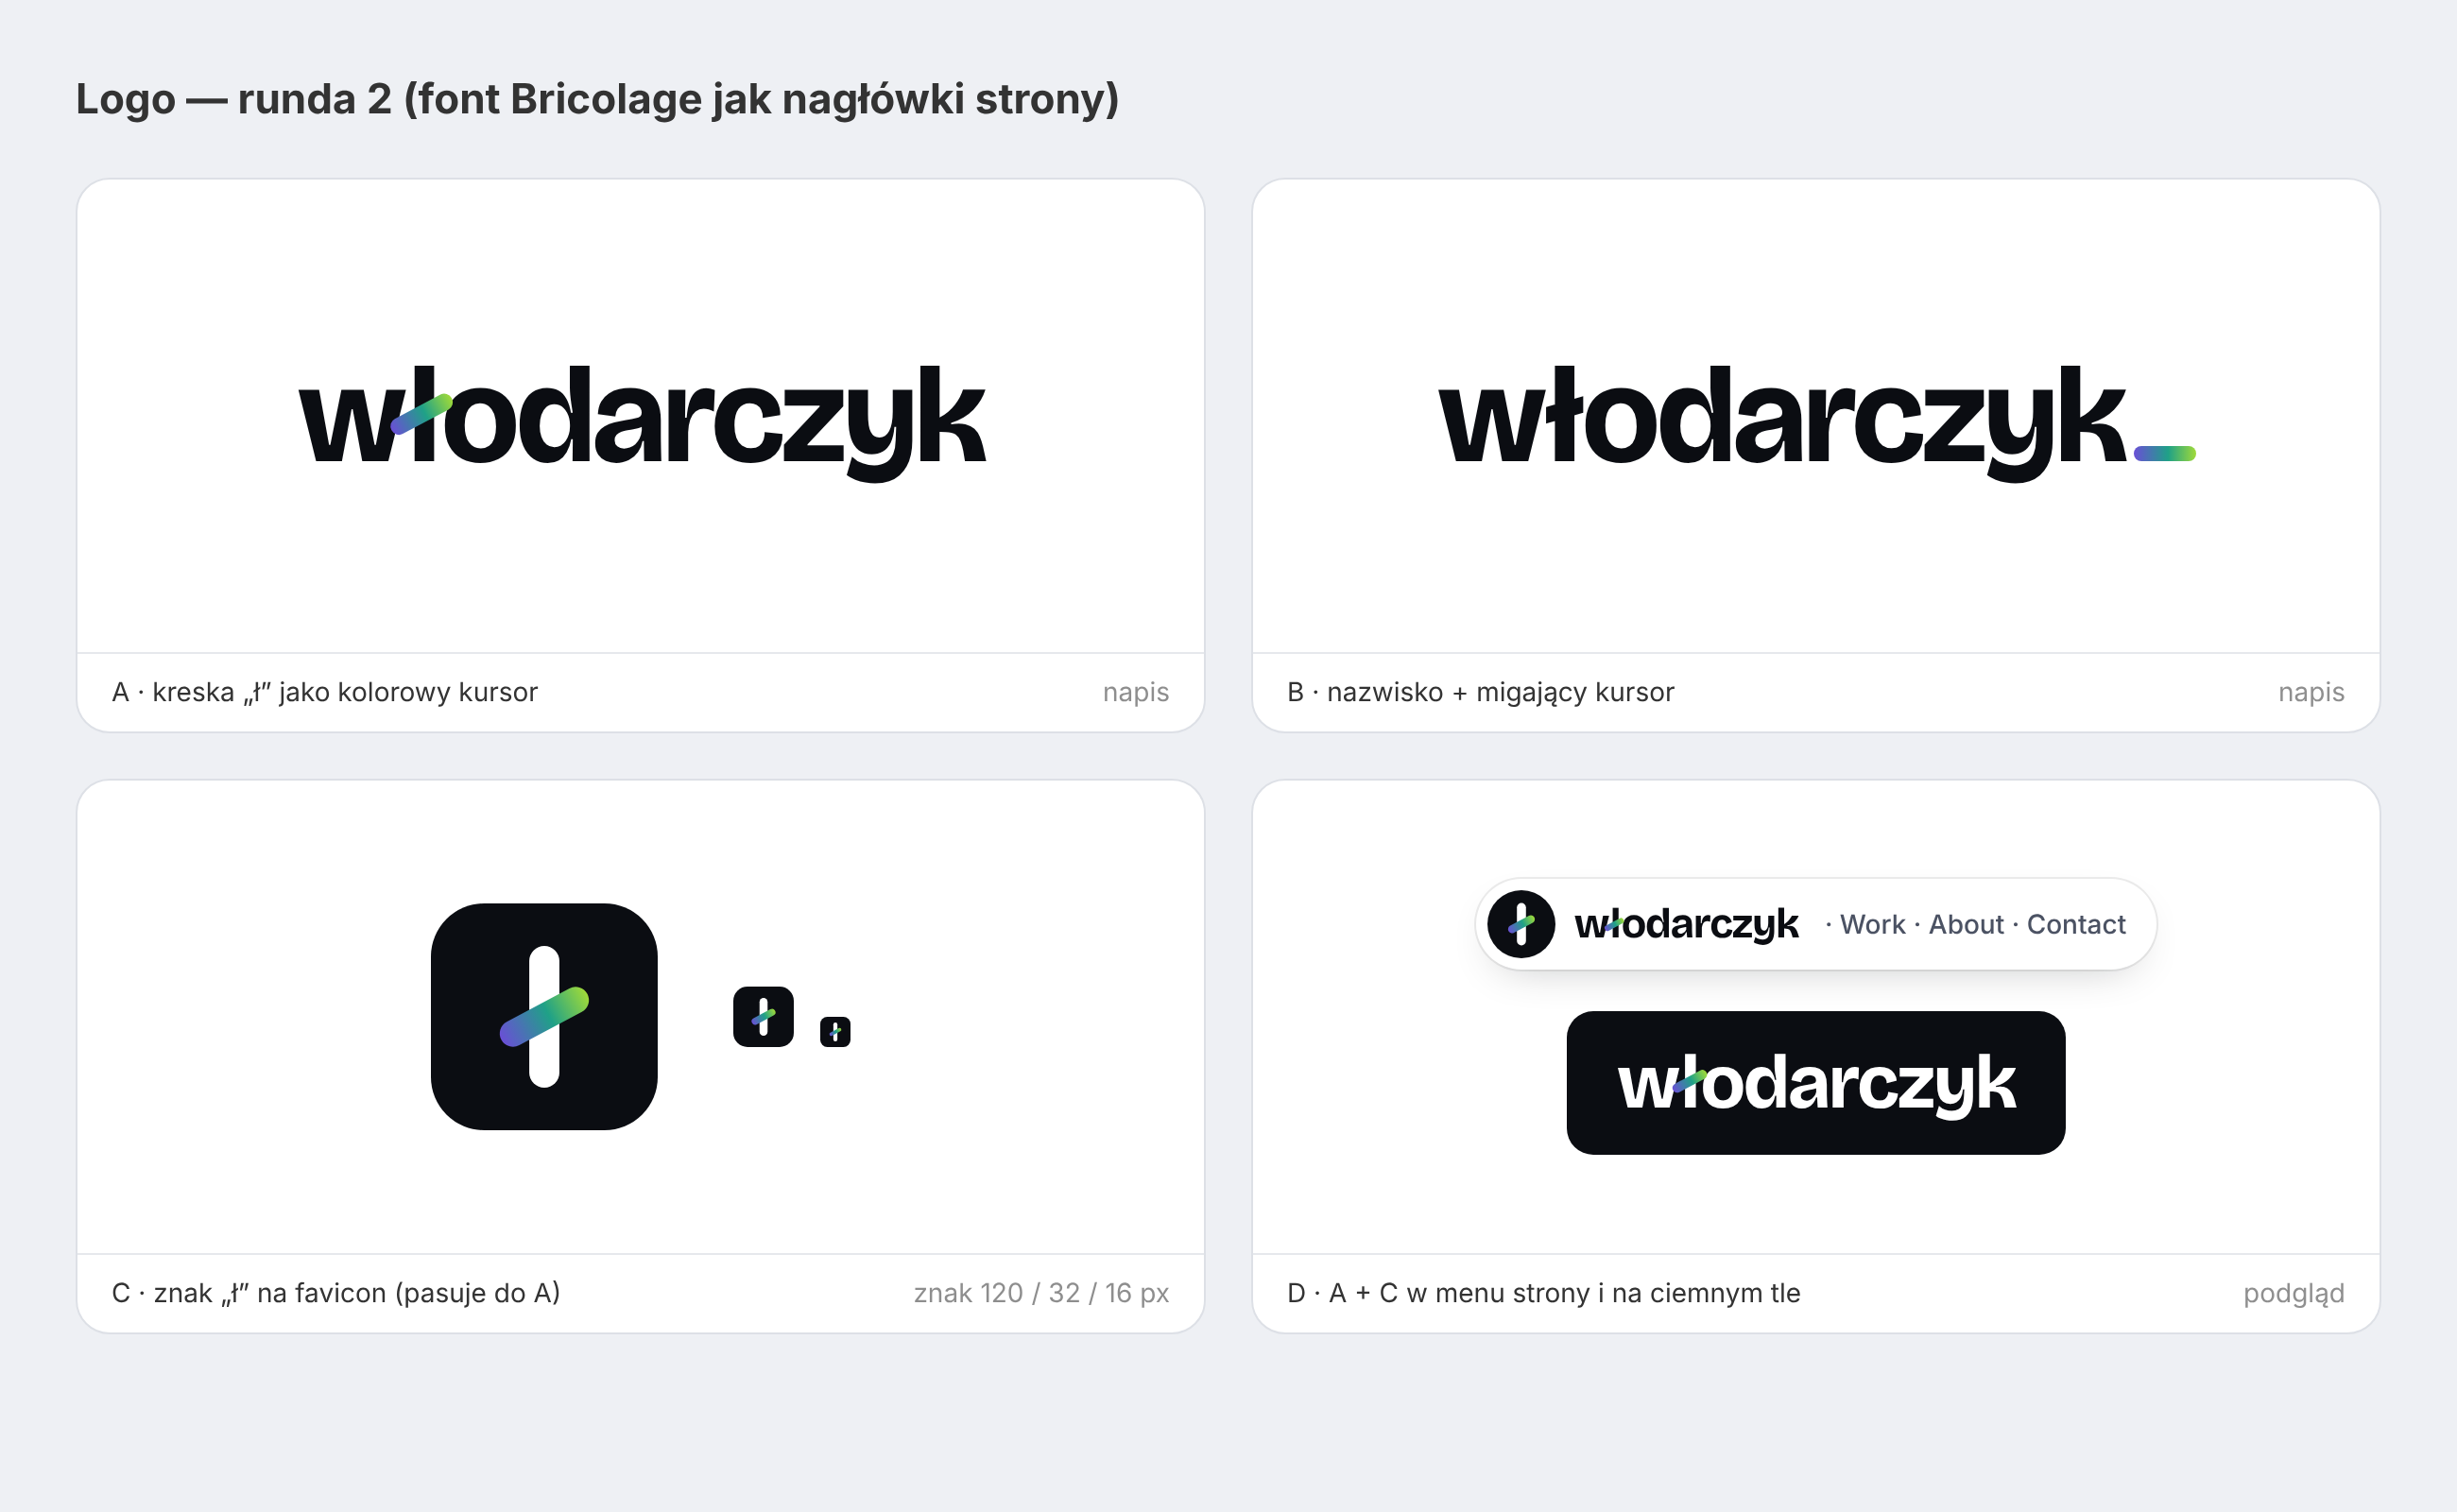 Logo — runda 2 (font Bricolage jak nagłówki strony)
włodarczyk
włodarczyk_
A · kreska „ł” jako kolorowy kursor napis
B · nazwisko + migający kursor napis
ł
ł
ł
ł włodarczyk · Work · About · Contact
włodarczyk
C · znak „ł” na favicon (pasuje do A) znak 120 / 32 / 16 px
D · A + C w menu strony i na ciemnym tle podgląd